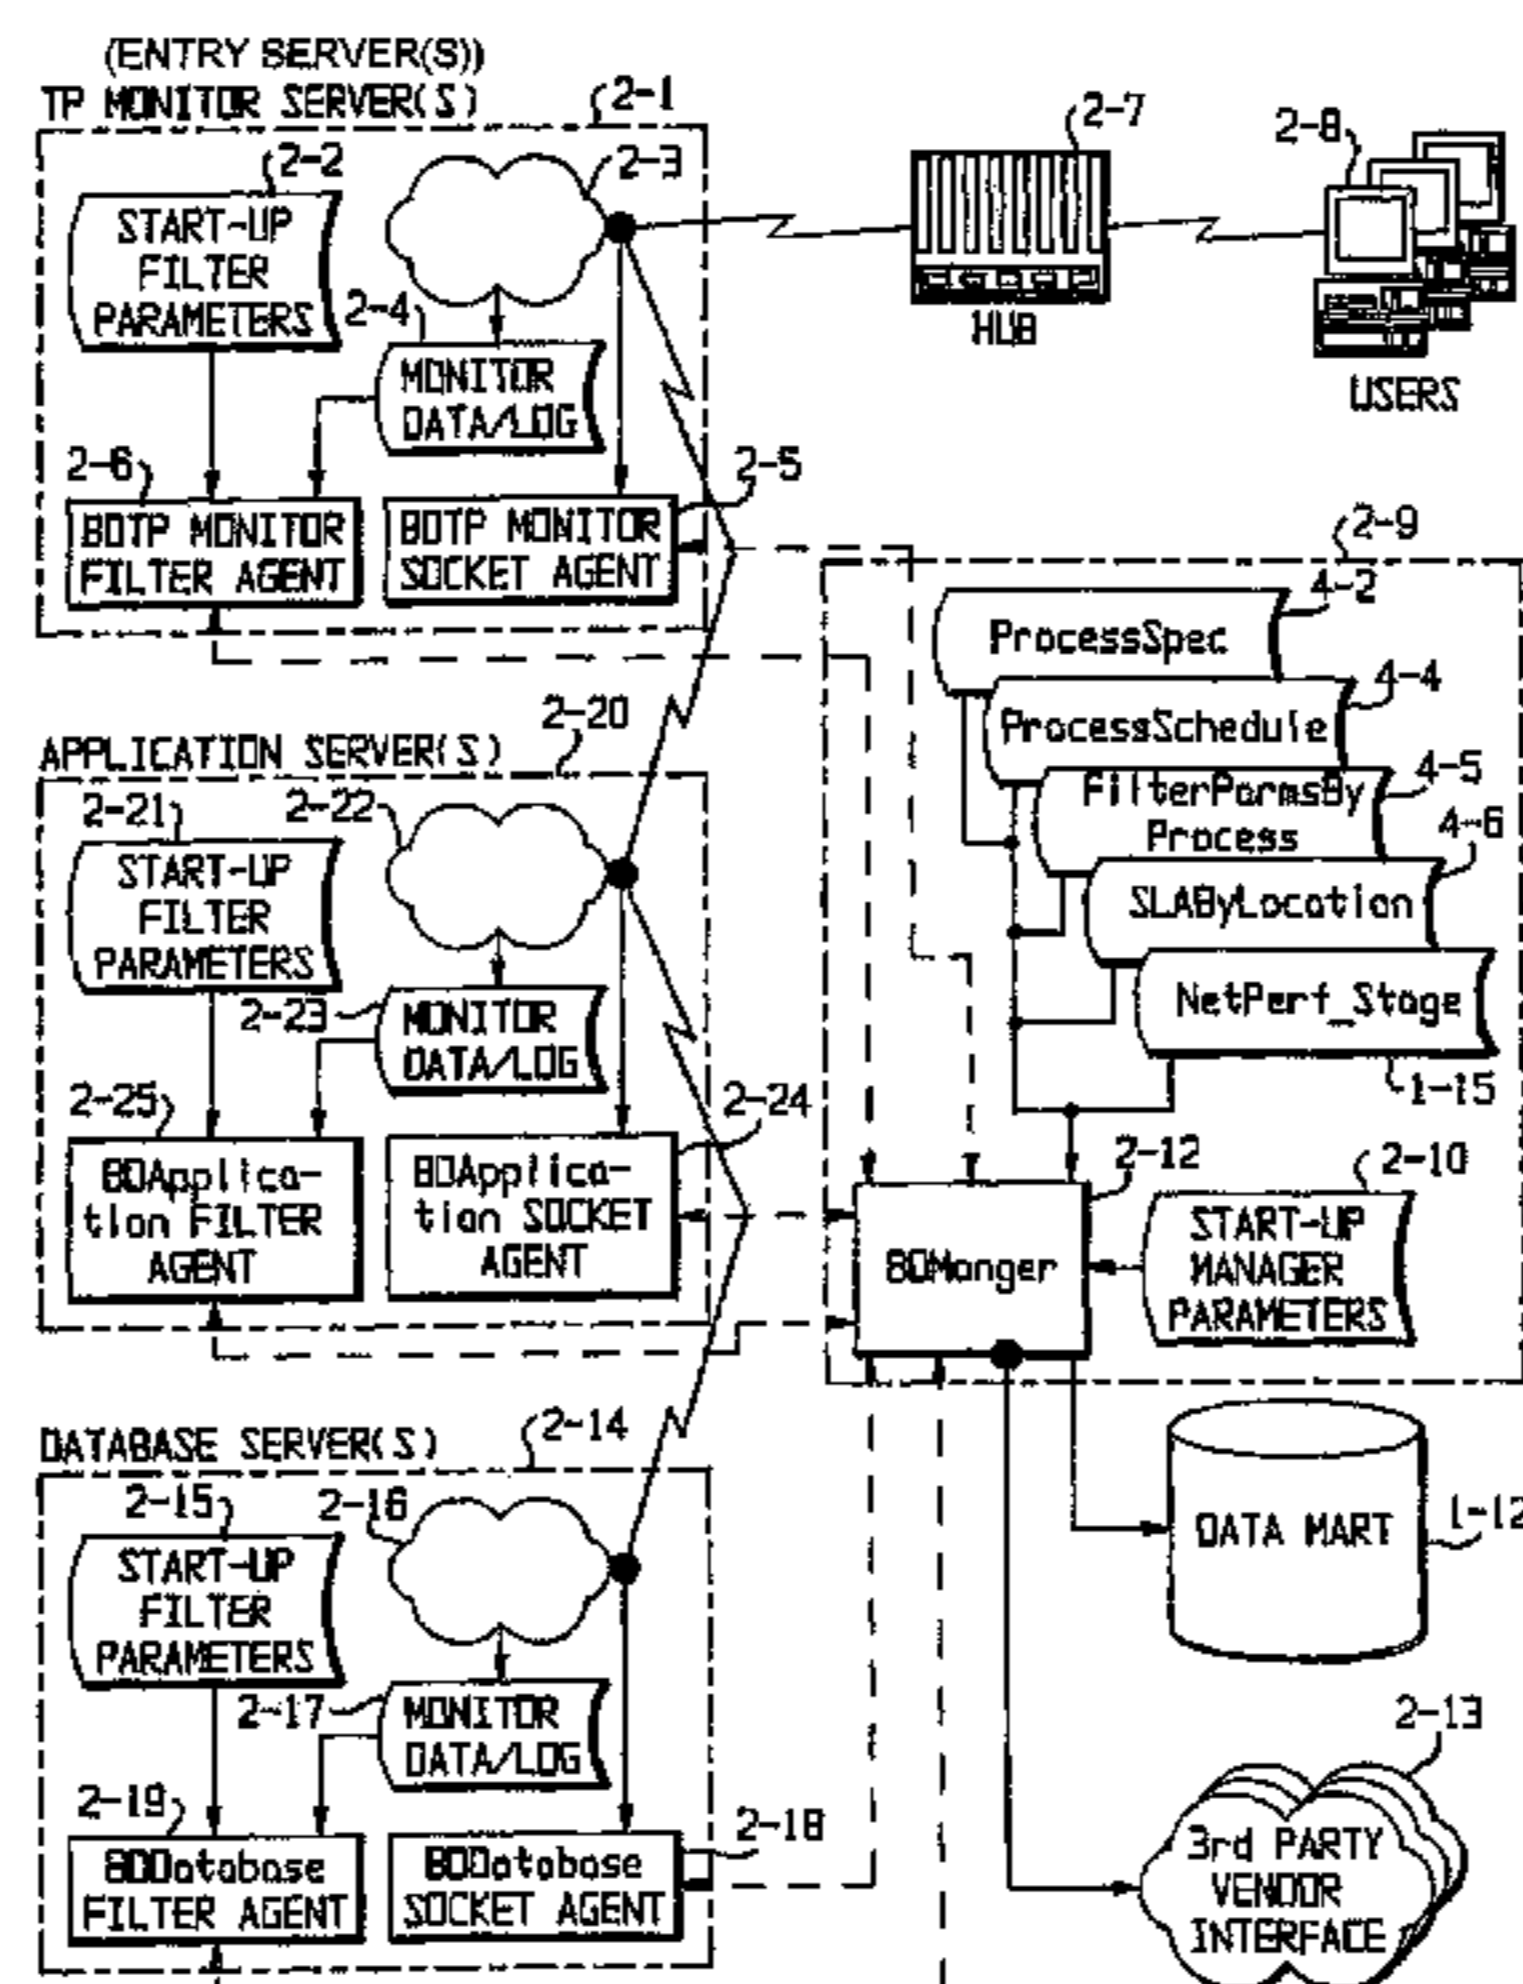 (ENTRY SERVER(S))
TP MONITOR SERVER(S)
2-1
2-2
2-3
START-UP
FILTER
PARAMETERS
2-4
MONITOR
DATA/LOG
2-6
2-5
BDTP MONITOR
FILTER AGENT
BDTP MONITOR
SOCKET AGENT
2-7
HUB
2-8
USERS
2-9
4-2
ProcessSpec
4-4
ProcessSchedule
4-5
FilterParmsBy
Process
4-6
SLAByLocation
NetPerf_Stage
1-15
2-12
BDManger
2-10
START-UP
MANAGER
PARAMETERS
2-20
APPLICATION SERVER(S)
2-21
2-22
START-UP
FILTER
PARAMETERS
2-23
MONITOR
DATA/LOG
2-25
2-24
BDApplica-
tion FILTER
AGENT
BDApplica-
tion SOCKET
AGENT
2-14
DATABASE SERVER(S)
2-15
2-16
START-UP
FILTER
PARAMETERS
2-17
MONITOR
DATA/LOG
2-19
2-18
BDDatabase
FILTER AGENT
BDDatabase
SOCKET AGENT
DATA MART
1-12
2-13
3rd PARTY
VENDOR
INTERFACE